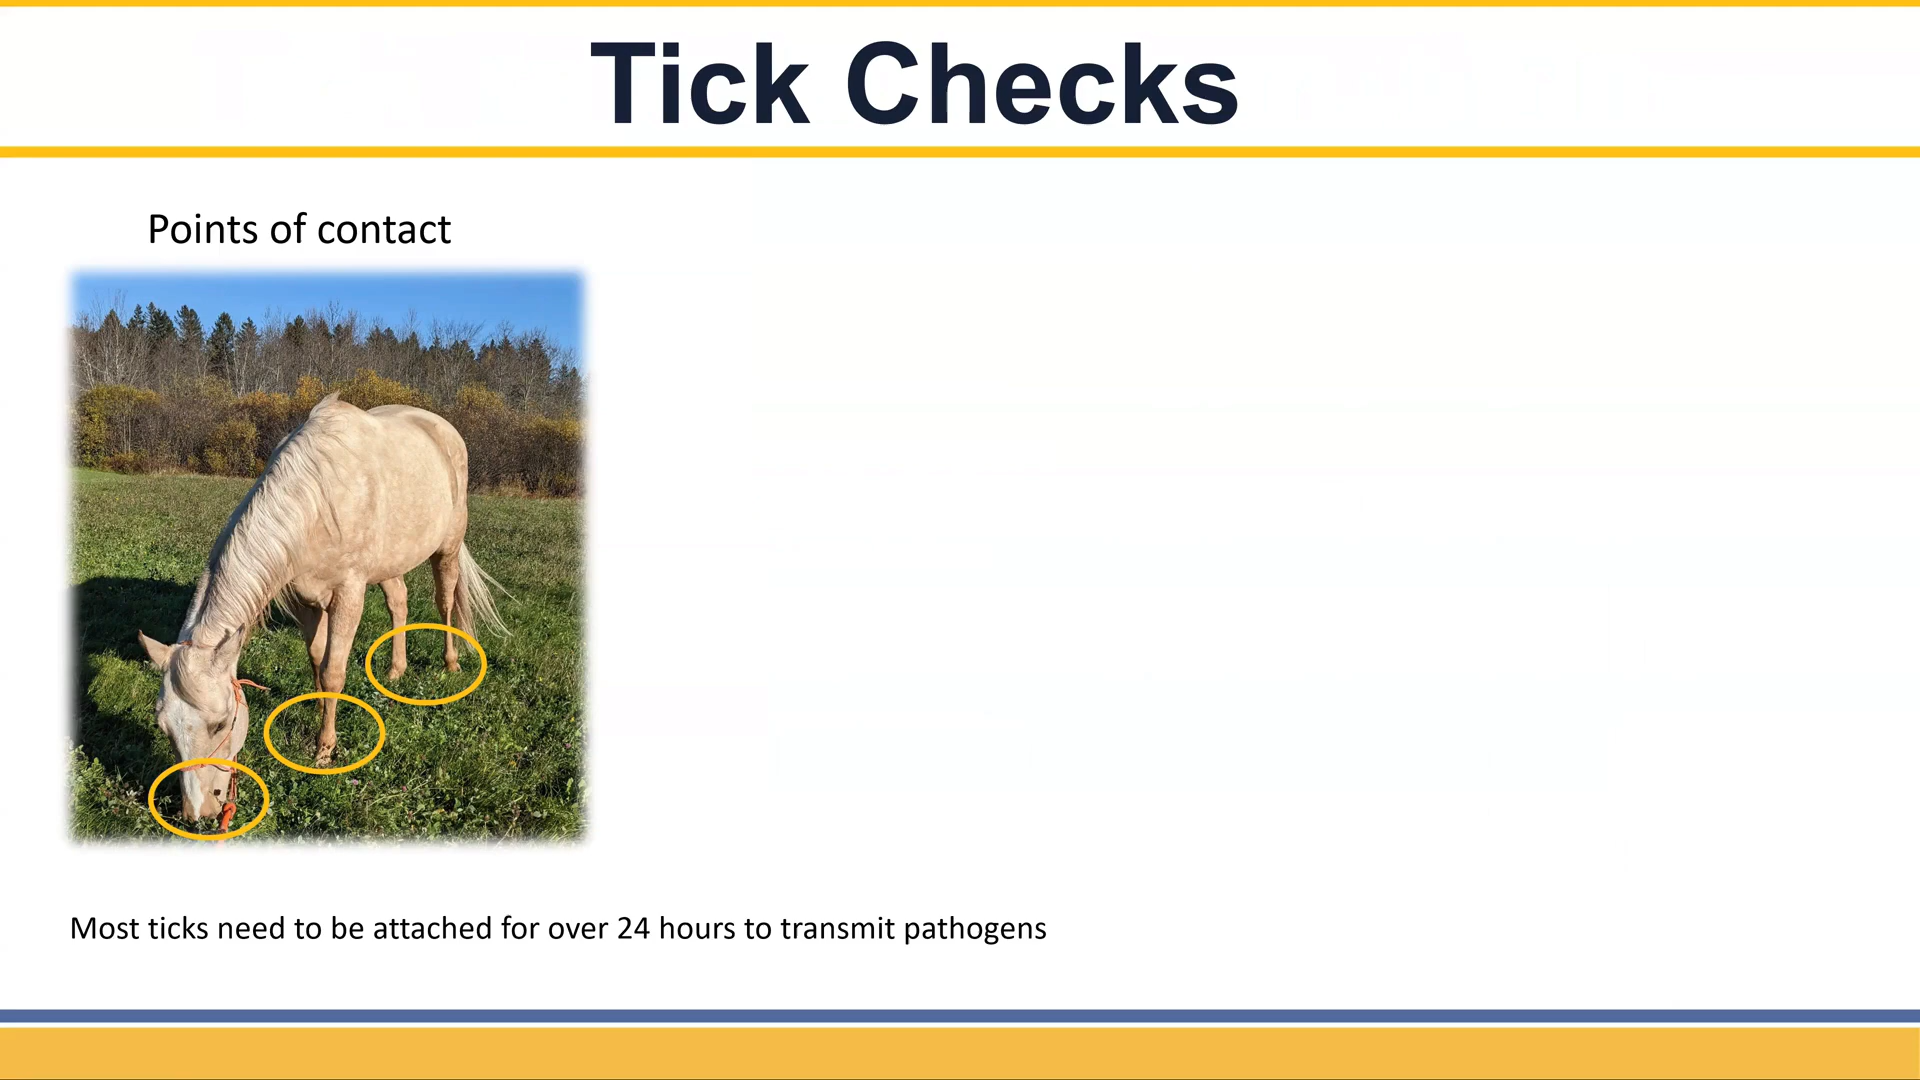 Tick Checks
Points of contact
Most ticks need to be attached for over 24 hours to transmit pathogens